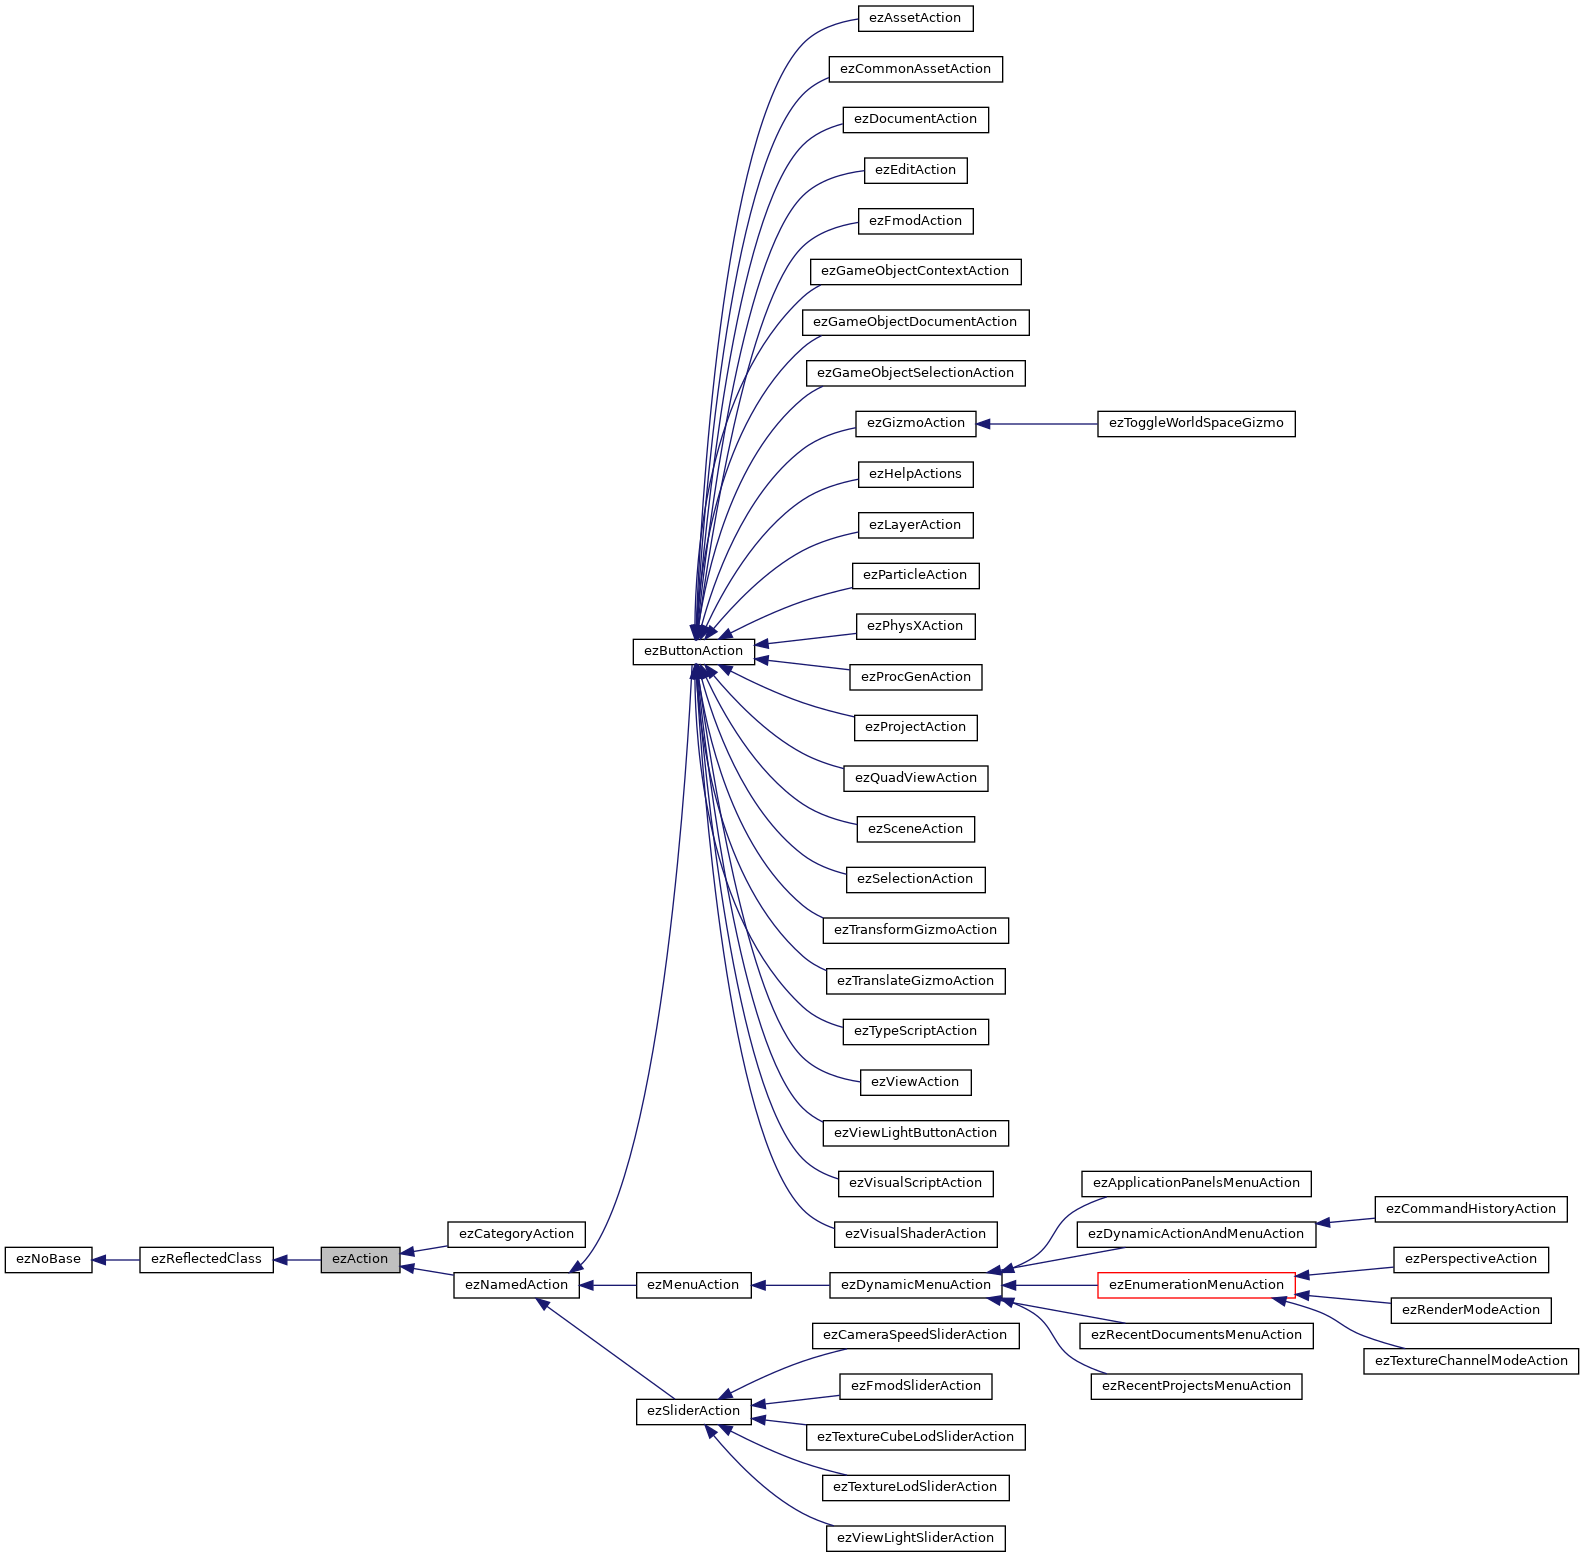 ezAssetAction
ezCommonAssetAction
ezDocumentAction
ezEditAction
ezFmodAction
ezGameObjectContextAction
ezGameObjectDocumentAction
ezGameObjectSelectionAction
ezGizmoAction
ezToggleWorldSpaceGizmo
ezHelpActions
ezLayerAction
ezParticleAction
ezPhysXAction
ezButtonAction
ezProcGenAction
ezProjectAction
ezQuadViewAction
ezSceneAction
ezSelectionAction
ezTransformGizmoAction
ezTranslateGizmoAction
ezTypeScriptAction
ezViewAction
ezViewLightButtonAction
ezVisualScriptAction
ezApplicationPanelsMenuAction
ezCommandHistoryAction
ezCategoryAction
ezVisualShaderAction
ezDynamicActionAndMenuAction
ezNoBase
ezReflectedClass
ezAction
ezPerspectiveAction
ezNamedAction
ezMenuAction
ezDynamicMenuAction
ezEnumerationMenuAction
ezRenderModeAction
ezCameraSpeedSliderAction
ezRecentDocumentsMenuAction
ezTextureChannelModeAction
ezFmodSliderAction
ezRecentProjectsMenuAction
ezSliderAction
ezTextureCubeLodSliderAction
ezTextureLodSliderAction
ezViewLightSliderAction